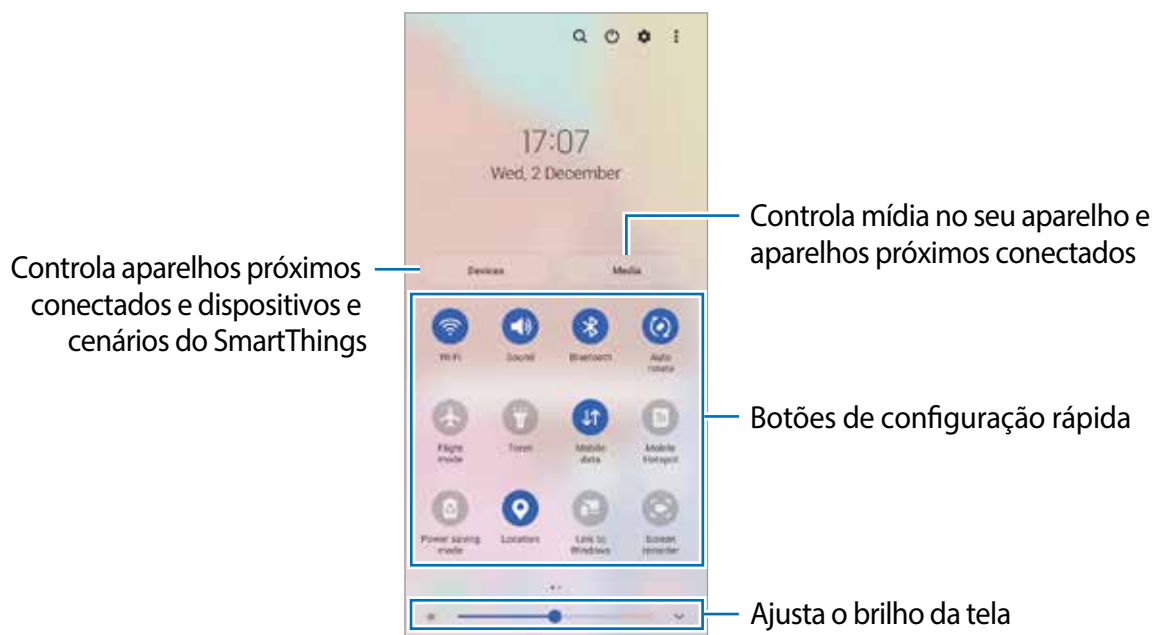 17:07
Wed, 2 December
Controla mídia no seu aparelho e
aparelhos próximos conectados
Controla aparelhos próximos
conectados e dispositivos e
cenários do SmartThings
Devices
Media
Wi-Fi
Sound
Bluetooth
Auto
rotate
Botões de configuração rápida
Flight
mode
Torch
Mobile
data
Mobile
Hotspot
Power saving
mode
Location
Link to
Windows
Screen
recorder
Ajusta o brilho da tela